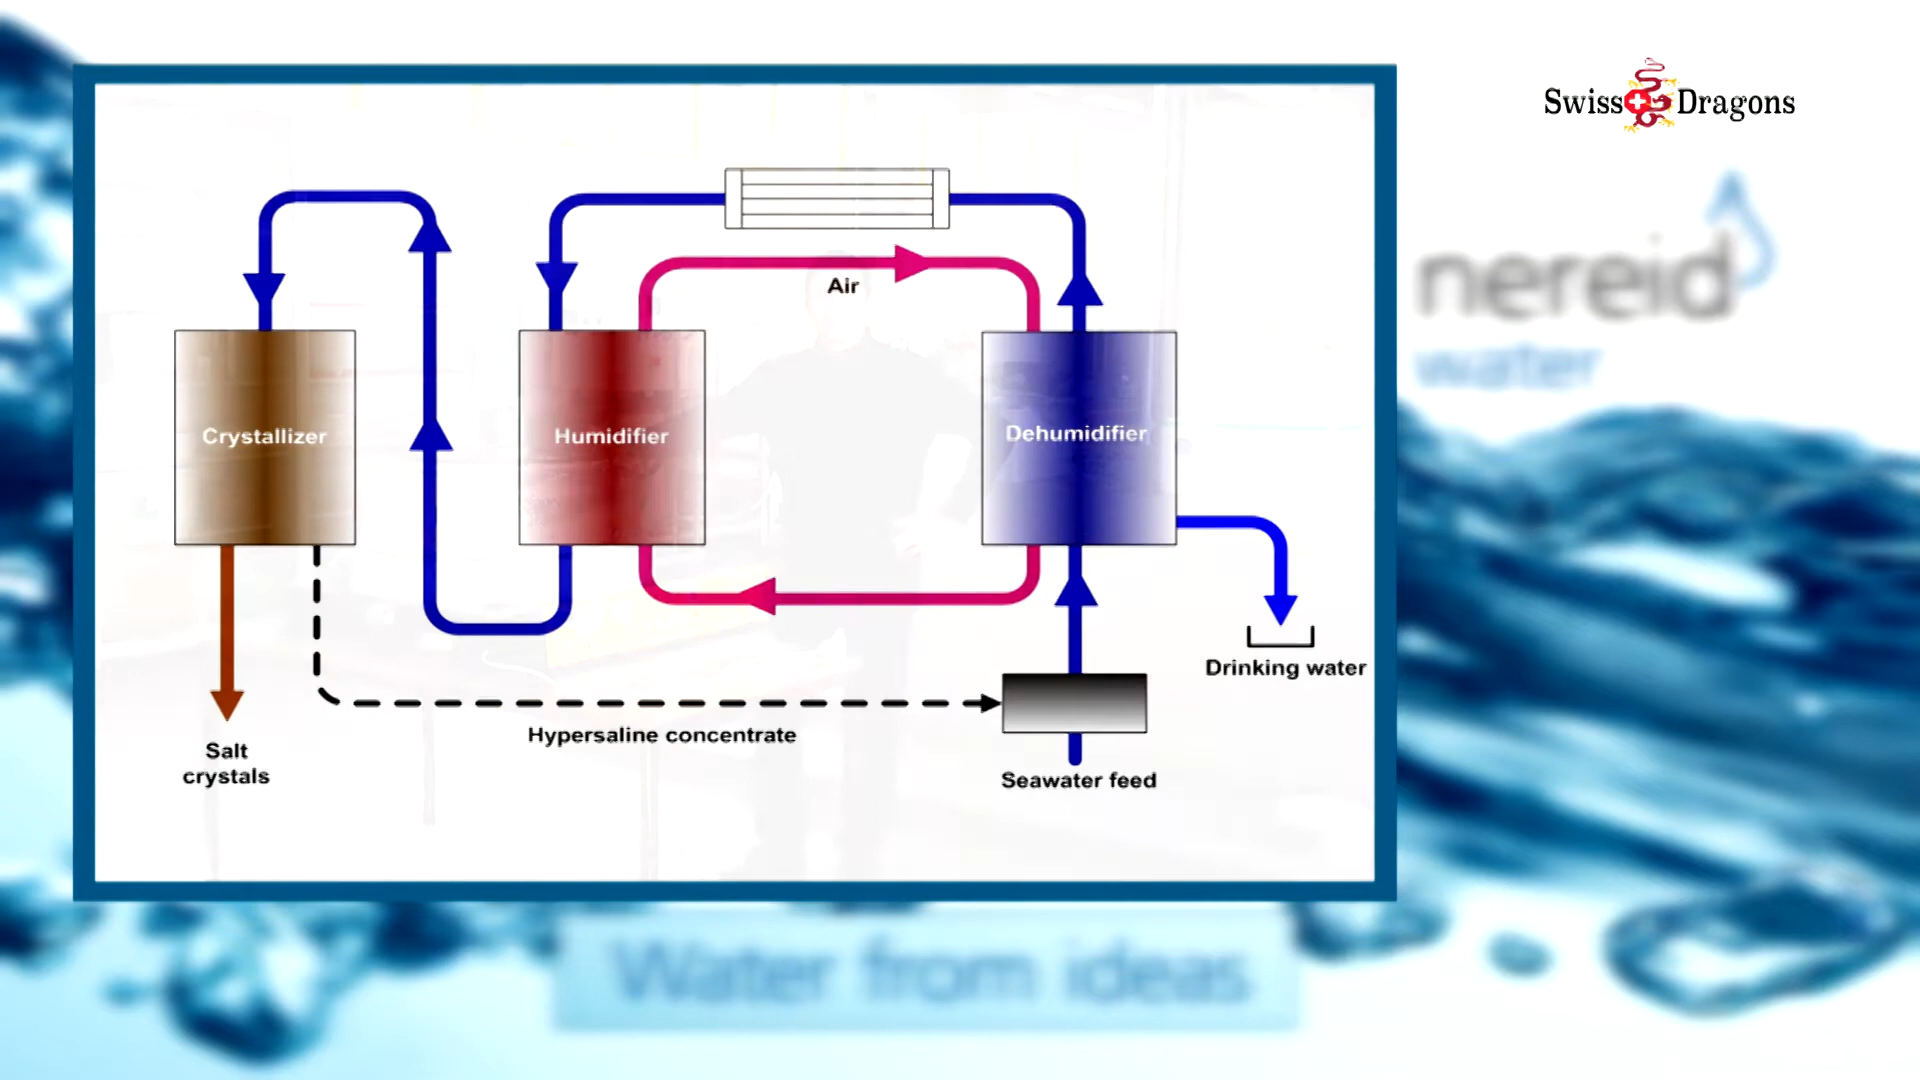 Swiss Dragons
nereid
water
Air
Crystallizer
Humidifier
Dehumidifier
Drinking water
Hypersaline concentrate
Salt
crystals
Seawater feed
Water from ideas